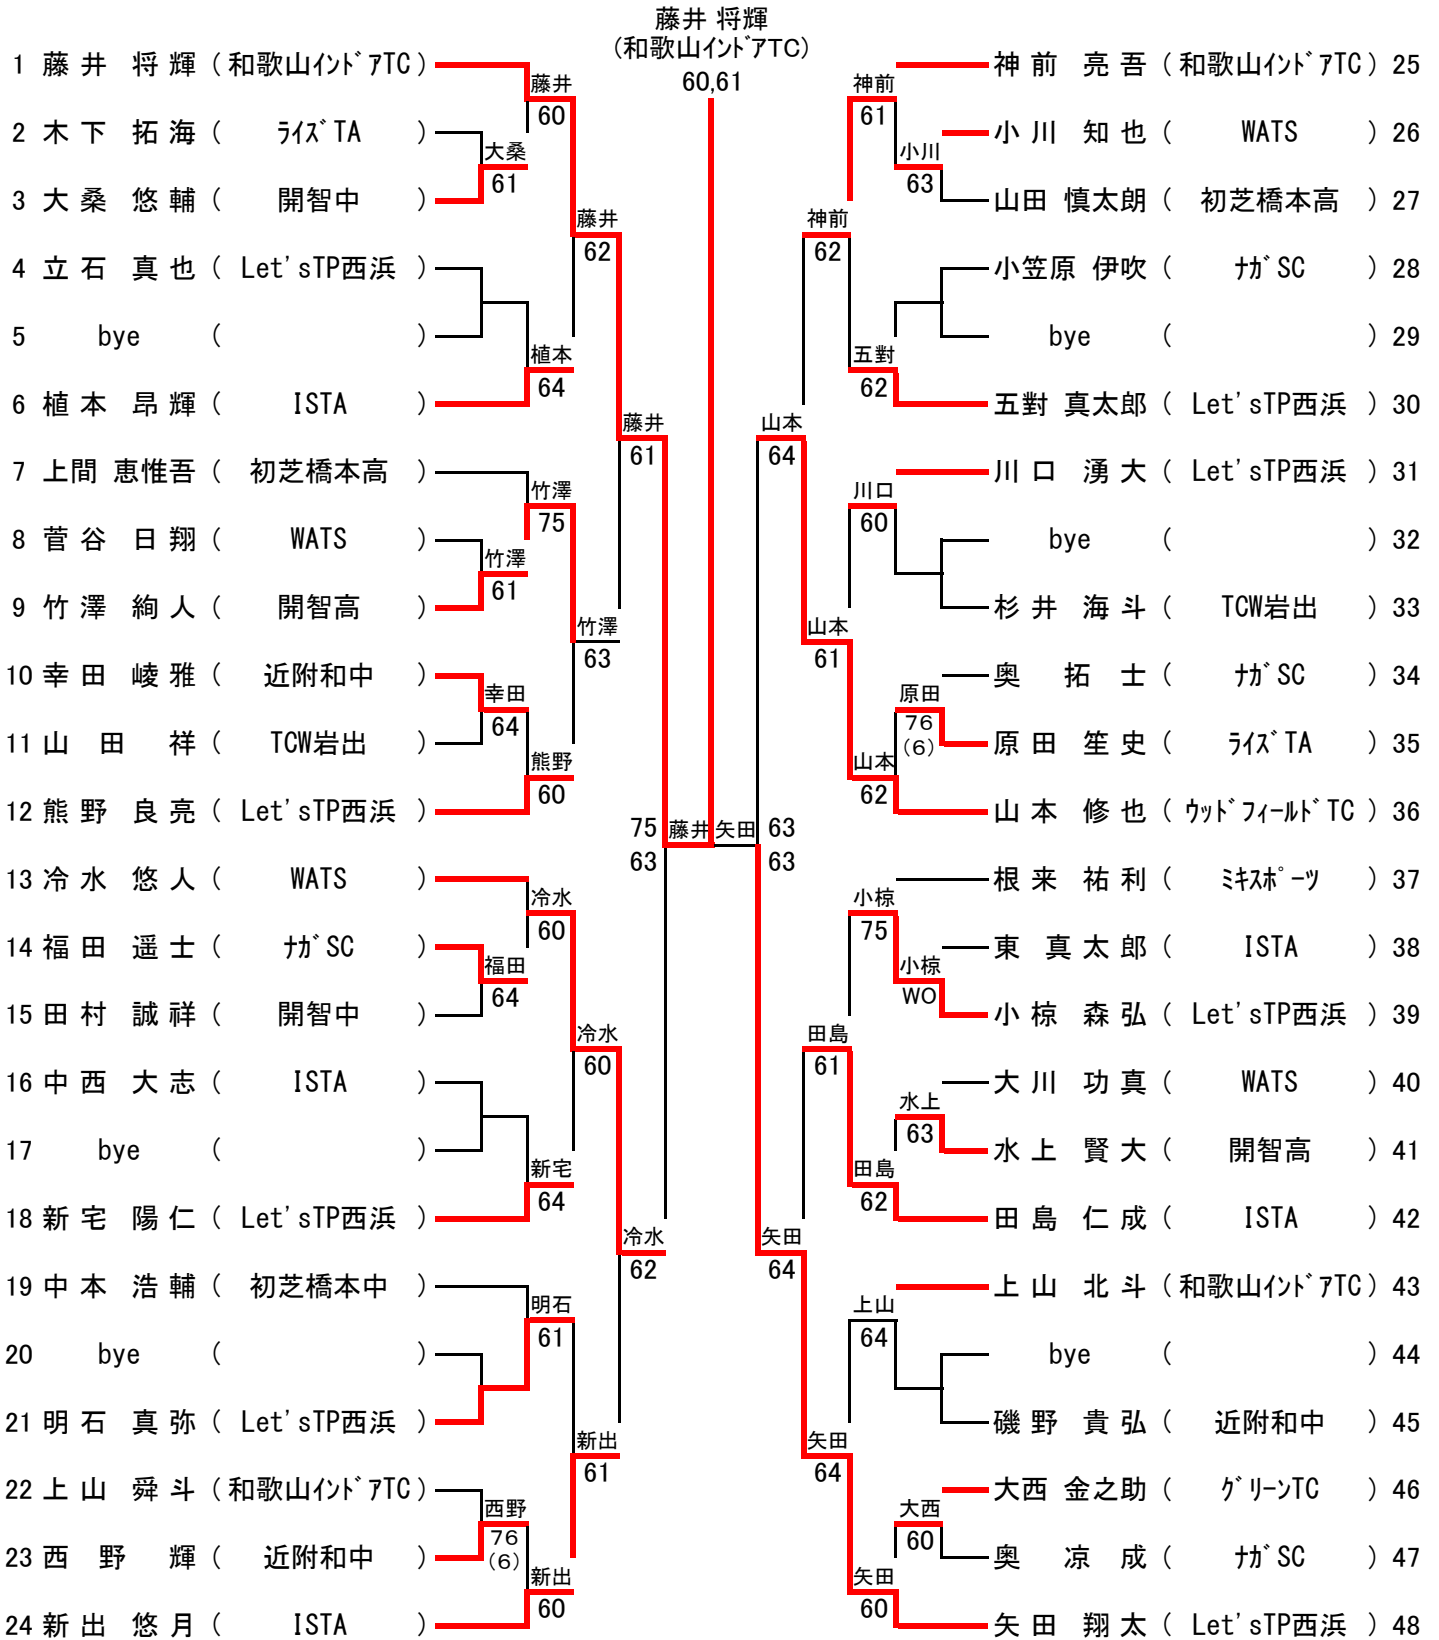 藤井 将輝
(和歌山インドアTC)
60,61
1 藤井 将輝 (和歌山インドアTC)
2 木下 拓海 ( ライズTA )
3 大桑 悠輔 ( 開智中 )
4 立石 真也 ( Let'sTP西浜 )
5 bye ( )
6 植本 昂輝 ( ISTA )
7 上間 恵惟吾 ( 初芝橋本高 )
8 菅谷 日翔 ( WATS )
9 竹澤 絢人 ( 開智高 )
10 幸田 崚雅 ( 近附和中 )
11 山田 祥 ( TCW岩出 )
12 熊野 良亮 ( Let'sTP西浜 )
13 冷水 悠人 ( WATS )
14 福田 遥士 ( ナガSC )
15 田村 誠祥 ( 開智中 )
16 中西 大志 ( ISTA )
17 bye ( )
18 新宅 陽仁 ( Let'sTP西浜 )
19 中本 浩輔 ( 初芝橋本中 )
20 bye ( )
21 明石 真弥 ( Let'sTP西浜 )
22 上山 舜斗 (和歌山インドアTC)
23 西野 輝 ( 近附和中 )
24 新出 悠月 ( ISTA )
藤井
60
大桑
61
藤井
62
植本
64
藤井
61
竹澤
75
竹澤
61
竹澤
63
幸田
64
熊野
60
75
藤井
63
冷水
60
福田
64
冷水
60
新宅
64
冷水
62
明石
61
新出
61
西野
76
(6)
新出
60
神前
61
小川
63
神前
62
五對
62
山本
64
川口
60
山本
61
原田
76
(6)
山本
62
矢田
63
63
小椋
75
小椋
WO
田島
61
水上
63
田島
62
矢田
64
上山
64
矢田
64
大西
60
矢田
60
神前 亮吾 (和歌山インドアTC) 25
小川 知也 ( WATS ) 26
山田 慎太朗 ( 初芝橋本高 ) 27
小笠原 伊吹 ( ナガSC ) 28
bye ( ) 29
五對 真太郎 ( Let'sTP西浜 ) 30
川口 湧大 ( Let'sTP西浜 ) 31
bye ( ) 32
杉井 海斗 ( TCW岩出 ) 33
奥 拓士 ( ナガSC ) 34
原田 笙史 ( ライズTA ) 35
山本 修也 (ウッドフィールドTC) 36
根来 祐利 ( ミキスポーツ ) 37
東 真太郎 ( ISTA ) 38
小椋 森弘 ( Let'sTP西浜 ) 39
大川 功真 ( WATS ) 40
水上 賢大 ( 開智高 ) 41
田島 仁成 ( ISTA ) 42
上山 北斗 (和歌山インドアTC) 43
bye ( ) 44
磯野 貴弘 ( 近附和中 ) 45
大西 金之助 ( グリーンTC ) 46
奥 凉成 ( ナガSC ) 47
矢田 翔太 ( Let'sTP西浜 ) 48